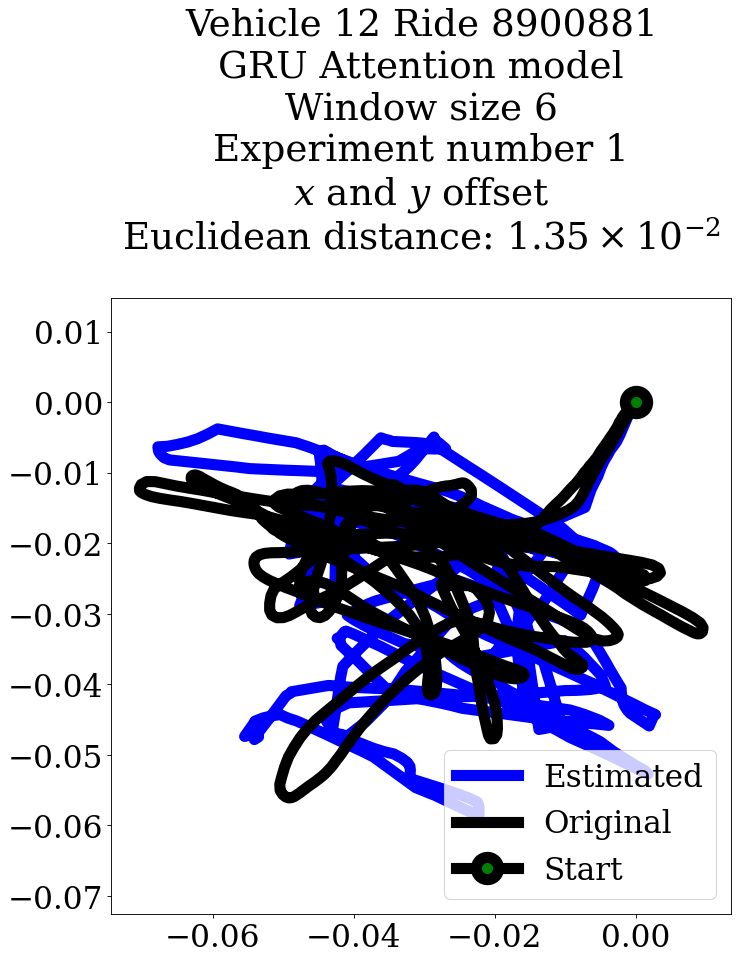 Vehicle 12 Ride 8900881
GRU Attention model
Window size 6
Experiment number 1
x and y offset
Euclidean distance: 1.35 × 10⁻²
0.01
0.00
−0.01
−0.02
−0.03
−0.04
−0.05
−0.06
−0.07
Estimated
Original
Start
−0.06 −0.04 −0.02 0.00